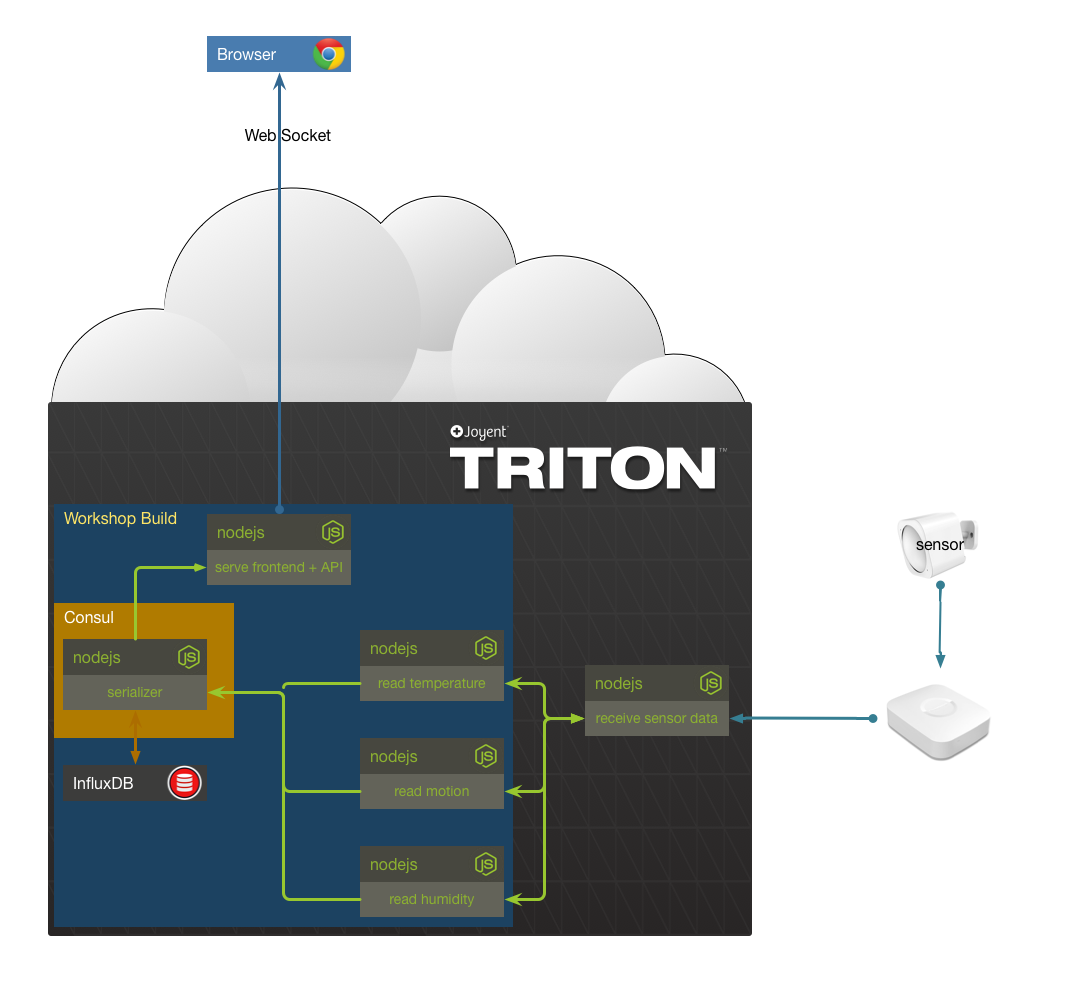 Browser
Web Socket
Joyent
TRITON™
Workshop Build
nodejs
JS
serve frontend + API
sensor
Consul
nodejs
JS
serializer
nodejs
JS
read temperature
nodejs
JS
receive sensor data
InfluxDB
nodejs
JS
read motion
nodejs
JS
read humidity